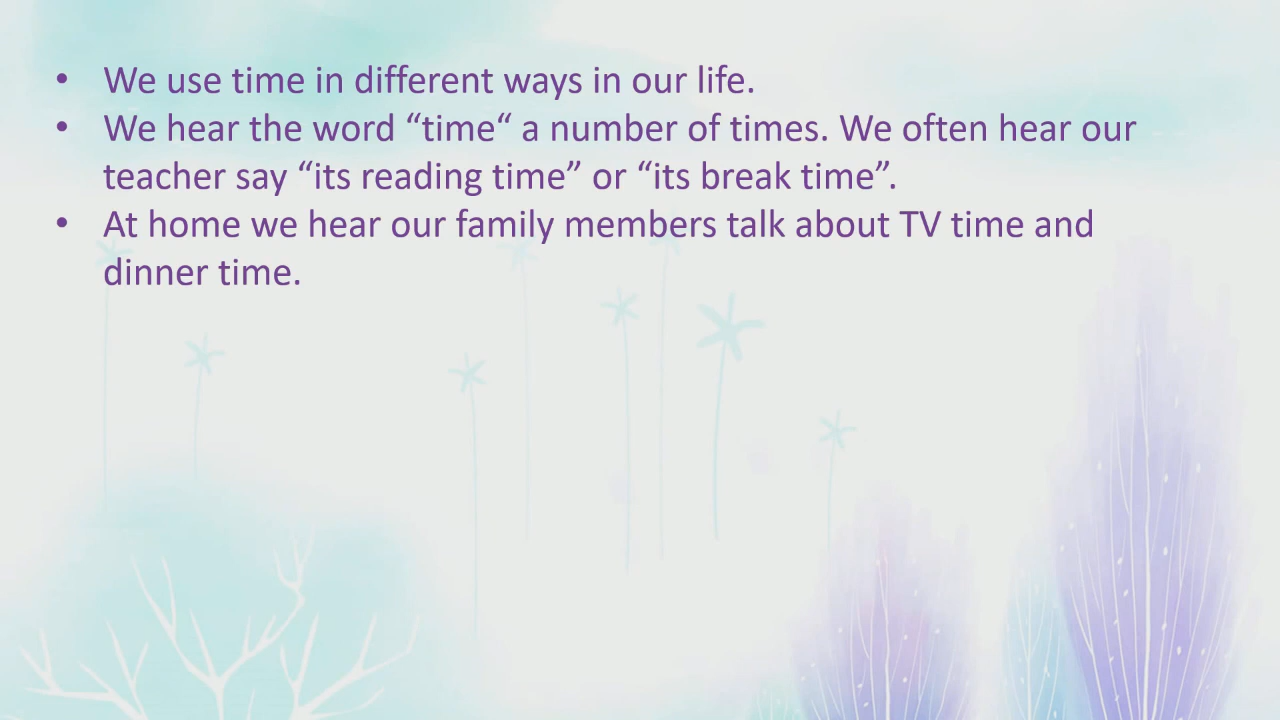 • We use time in different ways in our life.
• We hear the word “time“ a number of times. We often hear our
teacher say “its reading time” or “its break time”.
• At home we hear our family members talk about TV time and
dinner time.